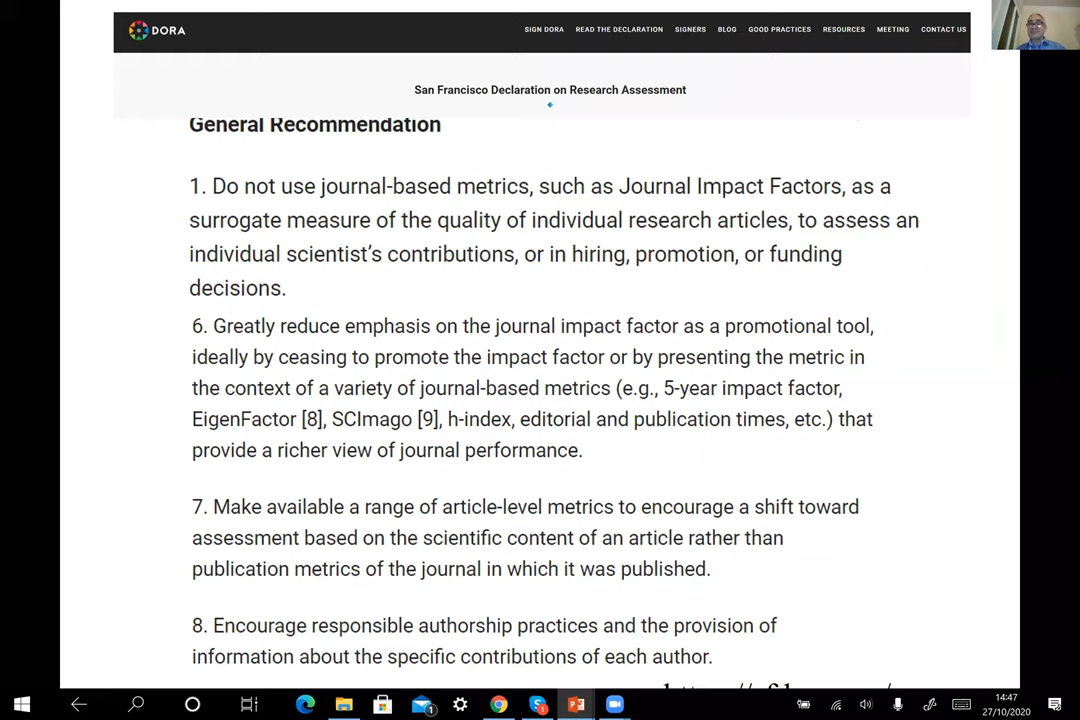 DORA
SIGN DORA READ THE DECLARATION SIGNERS BLOG GOOD PRACTICES RESOURCES MEETING CONTACT US
San Francisco Declaration on Research Assessment
General Recommendation
1. Do not use journal-based metrics, such as Journal Impact Factors, as a
surrogate measure of the quality of individual research articles, to assess an
individual scientist’s contributions, or in hiring, promotion, or funding
decisions.
6. Greatly reduce emphasis on the journal impact factor as a promotional tool,
ideally by ceasing to promote the impact factor or by presenting the metric in
the context of a variety of journal-based metrics (e.g., 5-year impact factor,
EigenFactor [8], SCImago [9], h-index, editorial and publication times, etc.) that
provide a richer view of journal performance.
7. Make available a range of article-level metrics to encourage a shift toward
assessment based on the scientific content of an article rather than
publication metrics of the journal in which it was published.
8. Encourage responsible authorship practices and the provision of
information about the specific contributions of each author.
14:47
27/10/2020